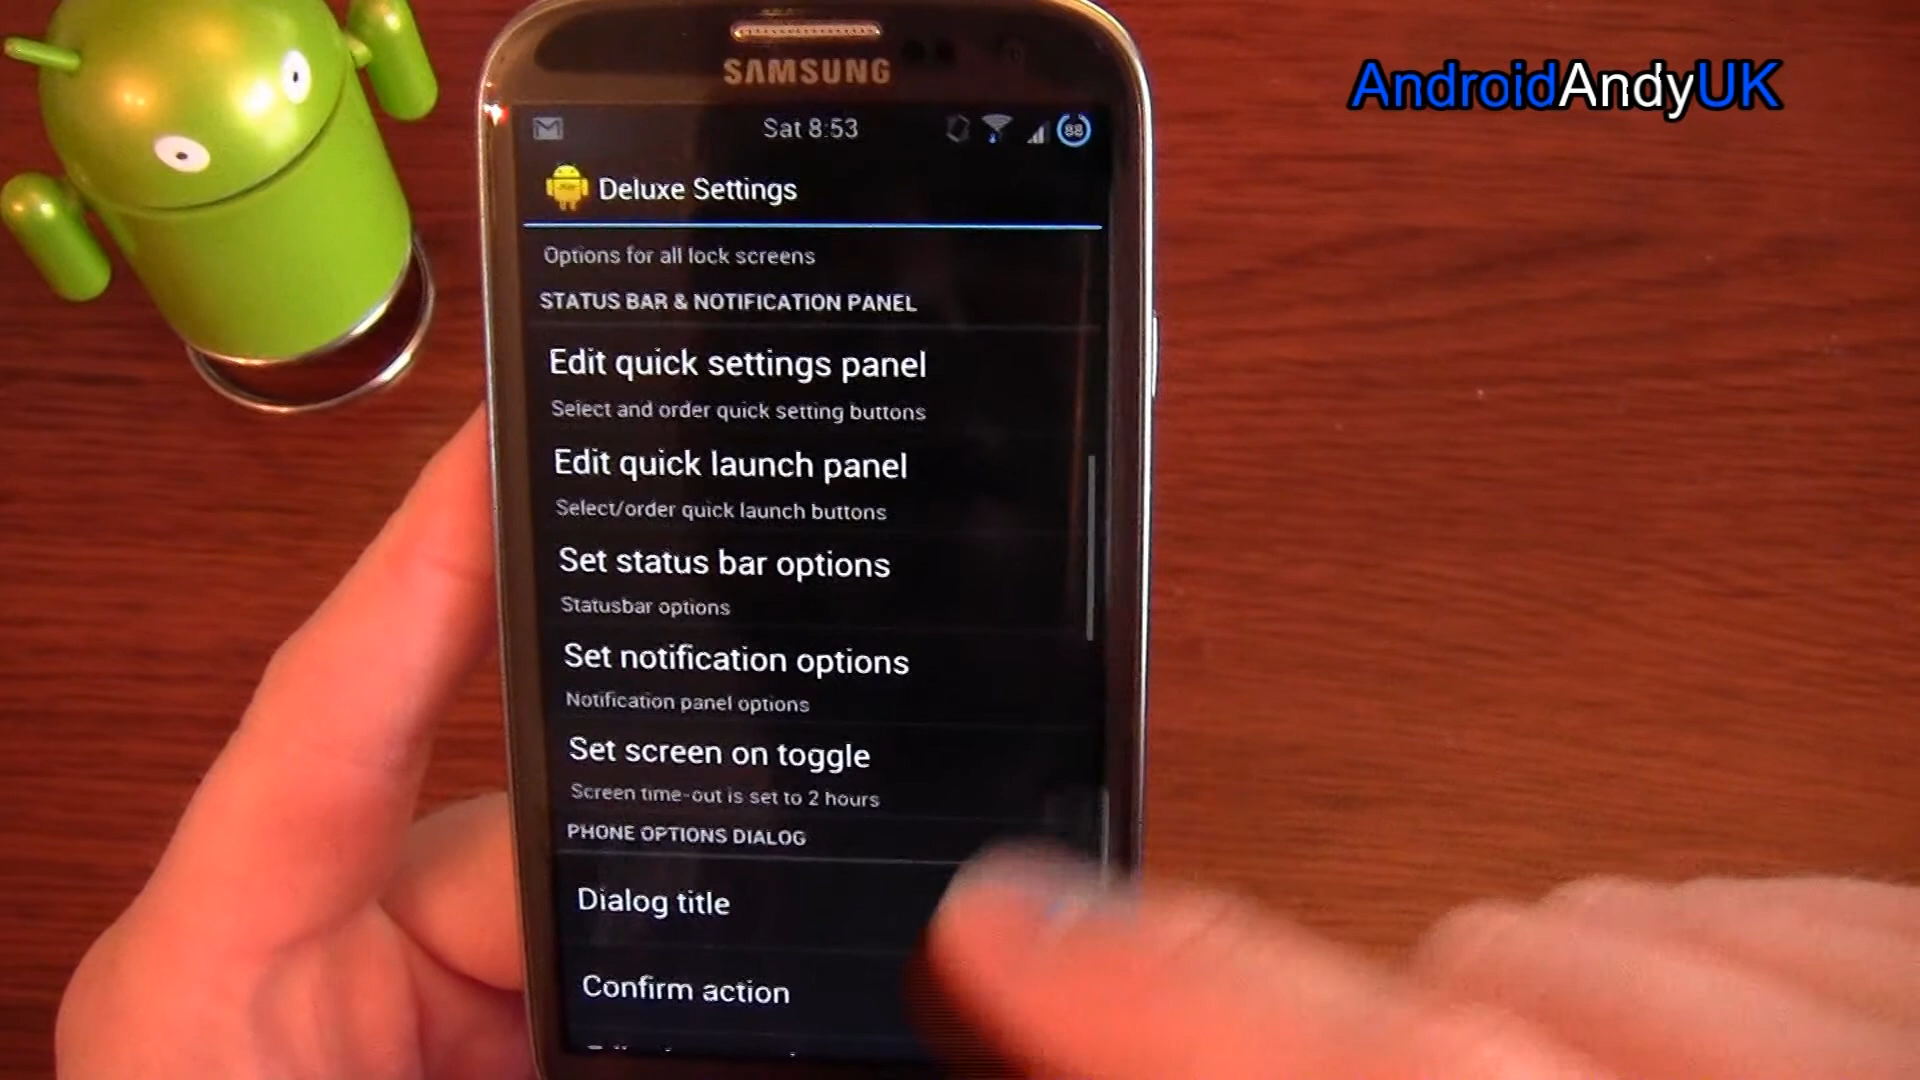 AndroidAndyUK
SAMSUNG
Sat 8:53
88
Deluxe Settings
Options for all lock screens
STATUS BAR & NOTIFICATION PANEL
Edit quick settings panel
Select and order quick setting buttons
Edit quick launch panel
Select/order quick launch buttons
Set status bar options
Statusbar options
Set notification options
Notification panel options
Set screen on toggle
Screen time-out is set to 2 hours
PHONE OPTIONS DIALOG
Dialog title
Confirm action